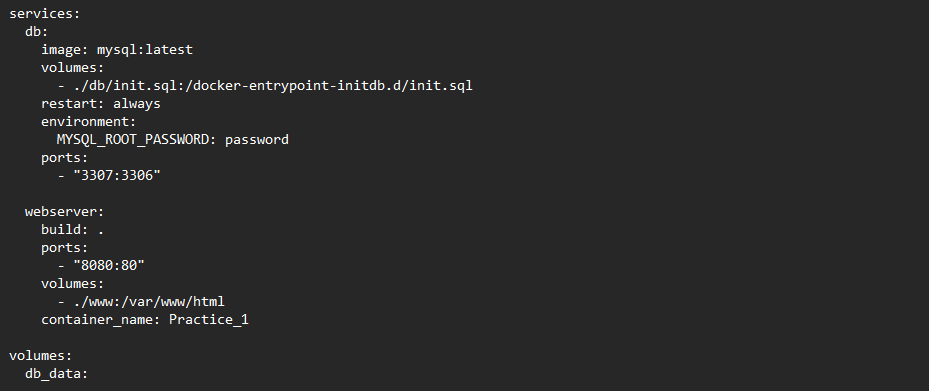 services:
  db:
    image: mysql:latest
    volumes:
      - ./db/init.sql:/docker-entrypoint-initdb.d/init.sql
    restart: always
    environment:
      MYSQL_ROOT_PASSWORD: password
    ports:
      - "3307:3306"

  webserver:
    build: .
    ports:
      - "8080:80"
    volumes:
      - ./www:/var/www/html
    container_name: Practice_1

volumes:
  db_data: